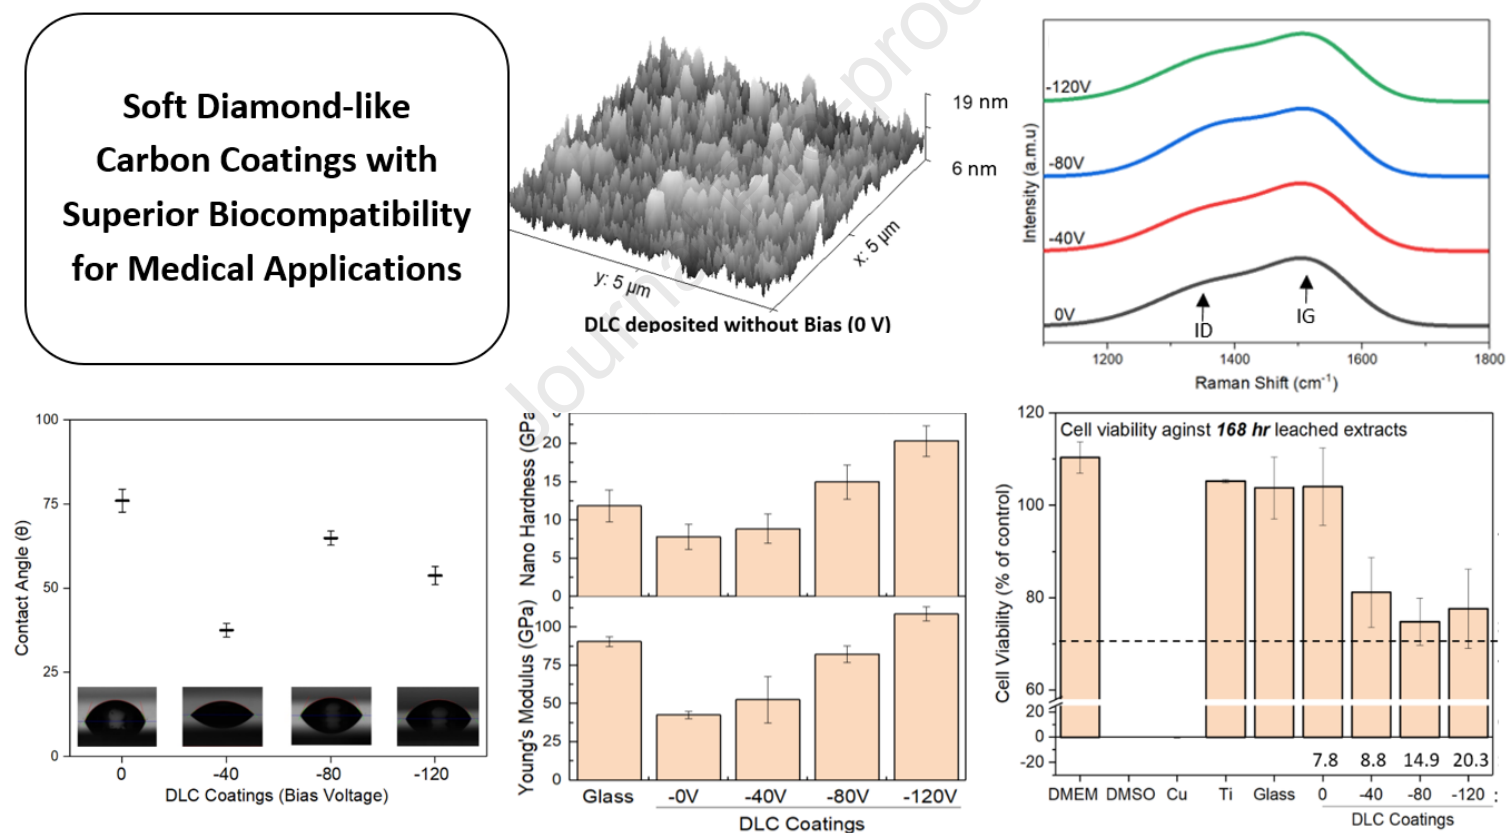 Soft Diamond-like
Carbon Coatings with
Superior Biocompatibility
for Medical Applications
19 nm
6 nm
x: 5 µm
y: 5 µm
DLC deposited without Bias (0 V)
Journal
-proo
Intensity (a.m.u)
-120V
-80V
-40V
0V
ID
IG
1200
1400
1600
1800
Raman Shift (cm⁻¹)
Contact Angle (θ)
100
75
50
25
0
0
-40
-80
-120
DLC Coatings (Bias Voltage)
Nano Hardness (GPa
20
15
10
5
0
Young's Modulus (GPa)
100
75
50
25
0
Glass
-0V
-40V
-80V
-120V
DLC Coatings
Cell Viability (% of control)
Cell viability aginst 168 hr leached extracts
120
100
80
60
20
0
-20
7.8
8.8
14.9
20.3
DMEM
DMSO
Cu
Ti
Glass
0
-40
-80
-120 :
DLC Coatings